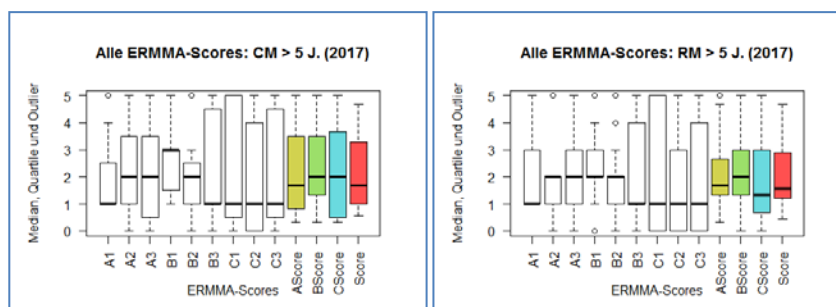 Alle ERMMA-Scores: CM > 5 J. (2017)
Median, Quartile und Outlier
5
4
3
2
1
0
A1 A2 A3 B1 B2 B3 C1 C2 C3 AScore BScore CScore Score
ERMMA-Scores
Alle ERMMA-Scores: RM > 5 J. (2017)
Median, Quartile und Outlier
5
4
3
2
1
0
A1 A2 A3 B1 B2 B3 C1 C2 C3 AScore BScore CScore Score
ERMMA-Scores